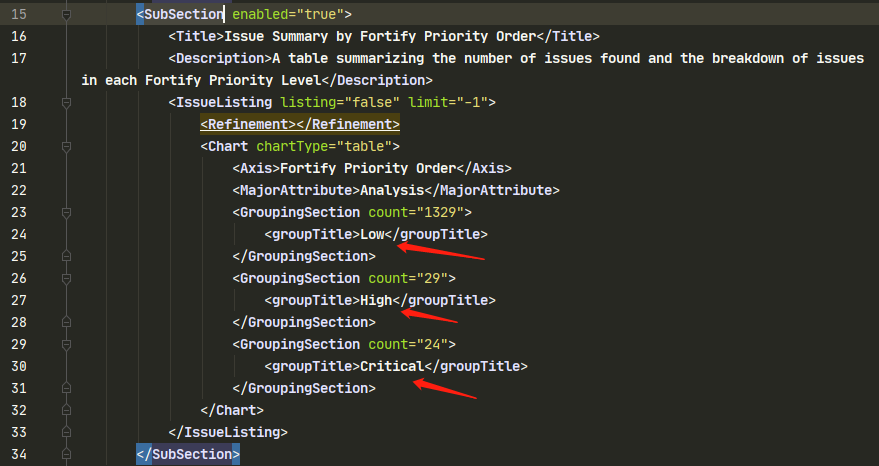 15 <SubSection enabled="true">
16 <Title>Issue Summary by Fortify Priority Order</Title>
17 <Description>A table summarizing the number of issues found and the breakdown of issues
in each Fortify Priority Level</Description>
18 <IssueListing listing="false" limit="-1">
19 <Refinement></Refinement>
20 <Chart chartType="table">
21 <Axis>Fortify Priority Order</Axis>
22 <MajorAttribute>Analysis</MajorAttribute>
23 <GroupingSection count="1329">
24 <groupTitle>Low</groupTitle>
25 </GroupingSection>
26 <GroupingSection count="29">
27 <groupTitle>High</groupTitle>
28 </GroupingSection>
29 <GroupingSection count="24">
30 <groupTitle>Critical</groupTitle>
31 </GroupingSection>
32 </Chart>
33 </IssueListing>
34 </SubSection>